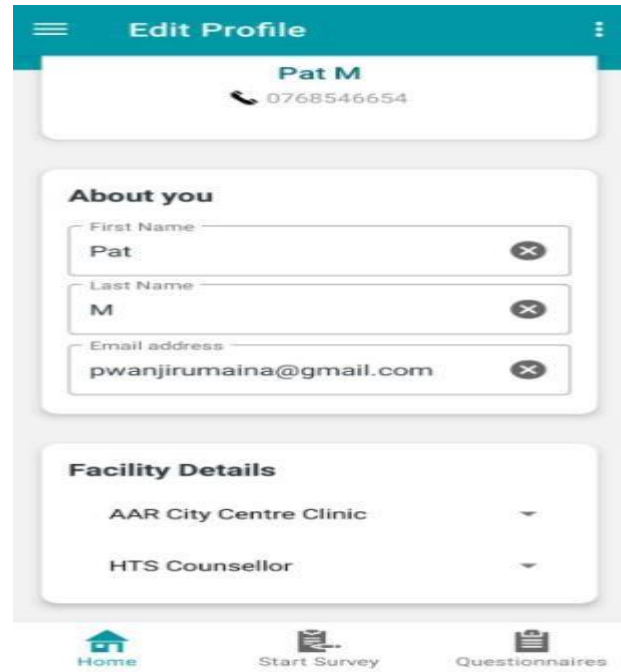 Edit Profile
Pat M
0768546654
About you
First Name
Pat
Last Name
M
Email address
pwanjirumaina@gmail.com
Facility Details
AAR City Centre Clinic
HTS Counsellor
Home
Start Survey
Questionnaires